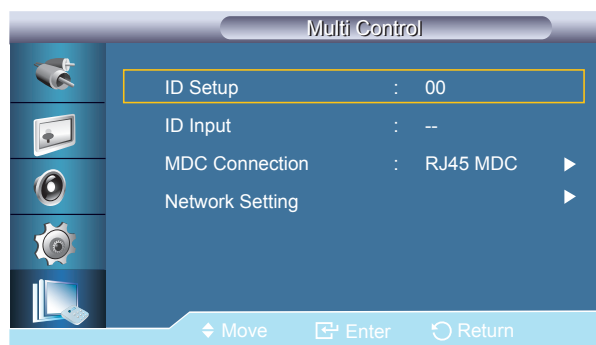 Multi Control
ID Setup : 00
ID Input : --
MDC Connection : RJ45 MDC
Network Setting
Move Enter Return